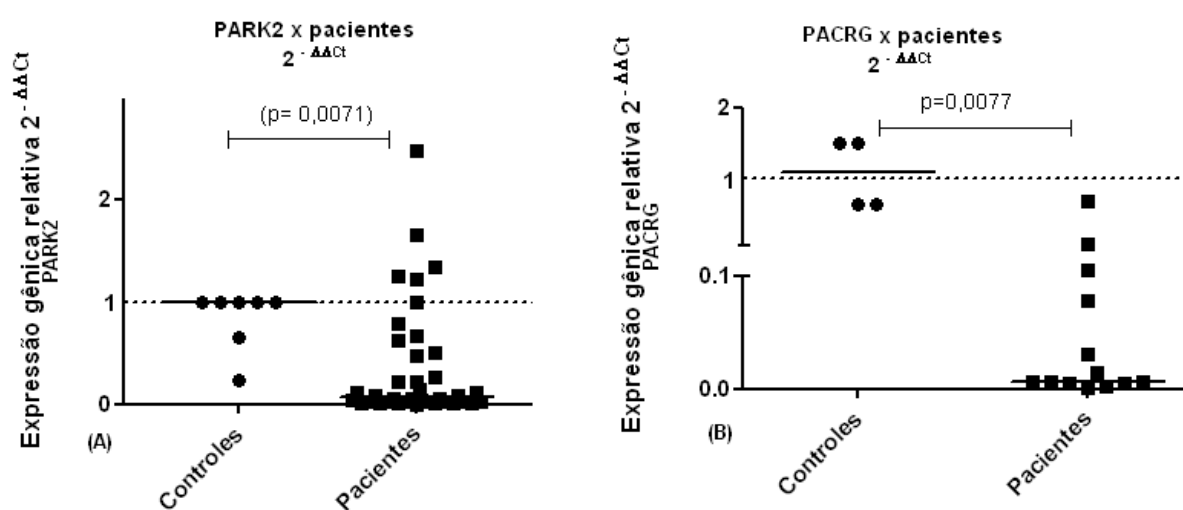 PARK2 x pacientes
2 - ΔΔCt
Expressão gênica relativa 2 - ΔΔCt
PARK2
(p= 0,0071)
2
1
0
Controles
Pacientes
(A)
PACRG x pacientes
2 - ΔΔCt
Expressão gênica relativa 2 - ΔΔCt
PACRG
p=0,0077
2
1
0.1
0.0
Controles
Pacientes
(B)